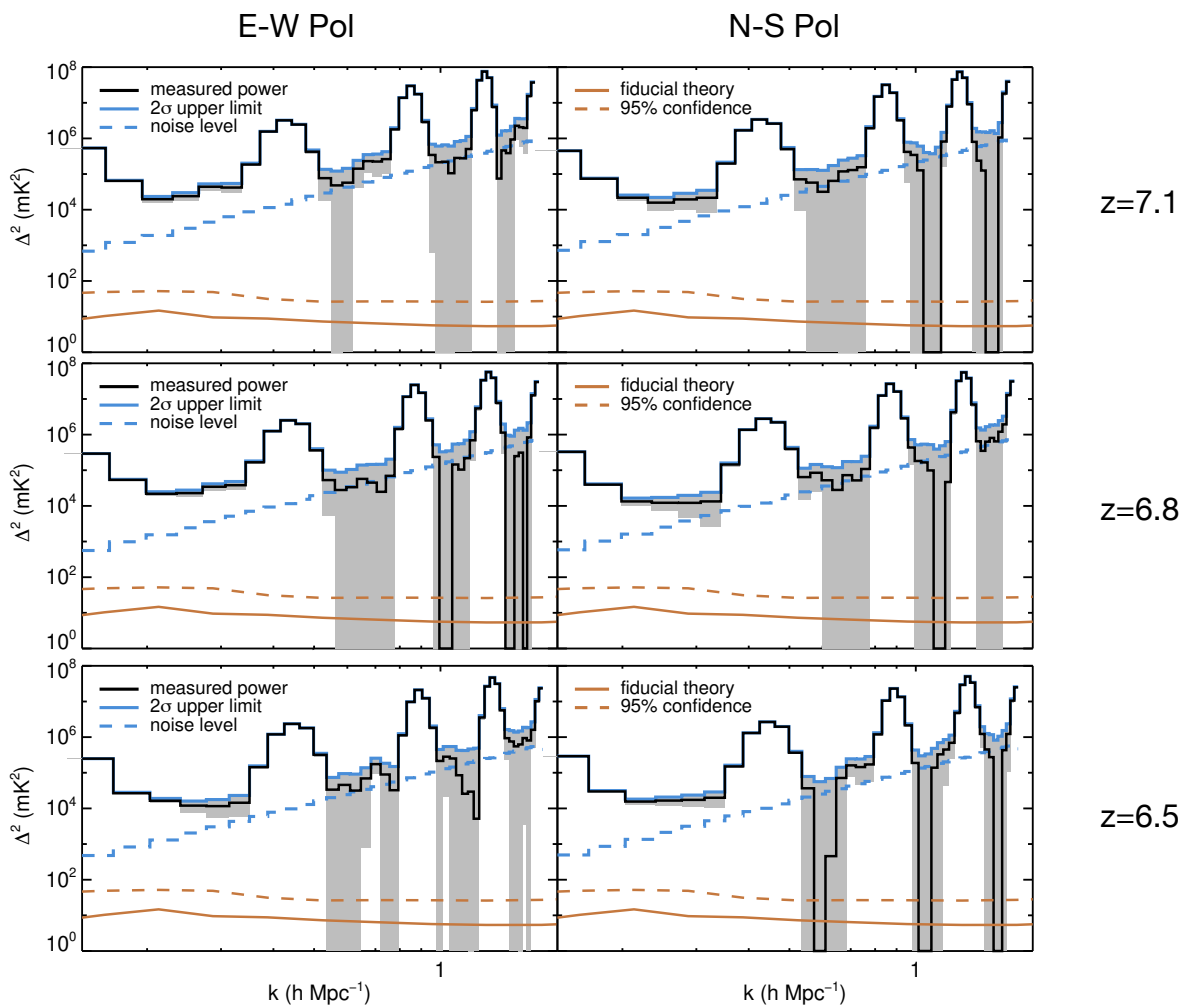 E-W Pol
N-S Pol
10⁸
10⁶
10⁴
10²
10⁰
Δ² (mK²)
measured power
2σ upper limit
noise level
fiducial theory
95% confidence
z=7.1
10⁸
10⁶
10⁴
10²
10⁰
Δ² (mK²)
measured power
2σ upper limit
noise level
fiducial theory
95% confidence
z=6.8
10⁸
10⁶
10⁴
10²
10⁰
Δ² (mK²)
measured power
2σ upper limit
noise level
fiducial theory
95% confidence
z=6.5
1
1
k (h Mpc⁻¹)
k (h Mpc⁻¹)